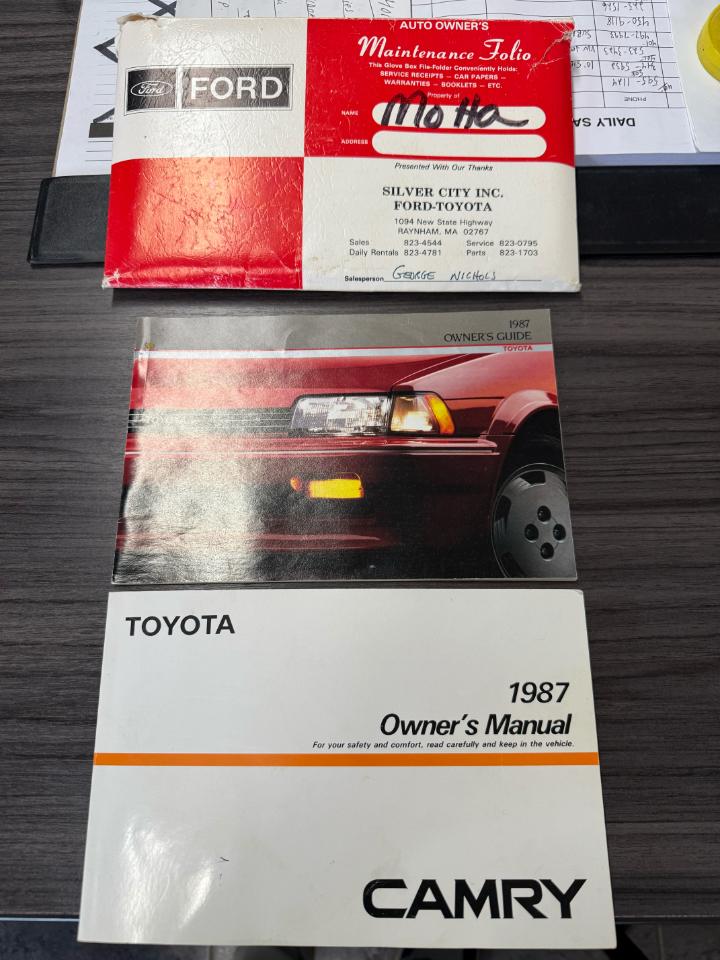 AUTO OWNER'S
Maintenance Folio
This Glove Box File-Folder Conveniently Holds:
SERVICE RECEIPTS – CAR PAPERS –
WARRANTIES – BOOKLETS – ETC.
Property of
NAME Motta
ADDRESS
Ford FORD
Presented With Our Thanks
SILVER CITY INC.
FORD-TOYOTA
1094 New State Highway
RAYNHAM, MA 02767
Sales 823-4544 Service 823-0795
Daily Rentals 823-4781 Parts 823-1703
Salesperson GEORGE NICHOLS
DAILY SA
PHONE
1987
OWNER'S GUIDE
TOYOTA
TOYOTA
1987
Owner's Manual
For your safety and comfort, read carefully and keep in the vehicle.
CAMRY